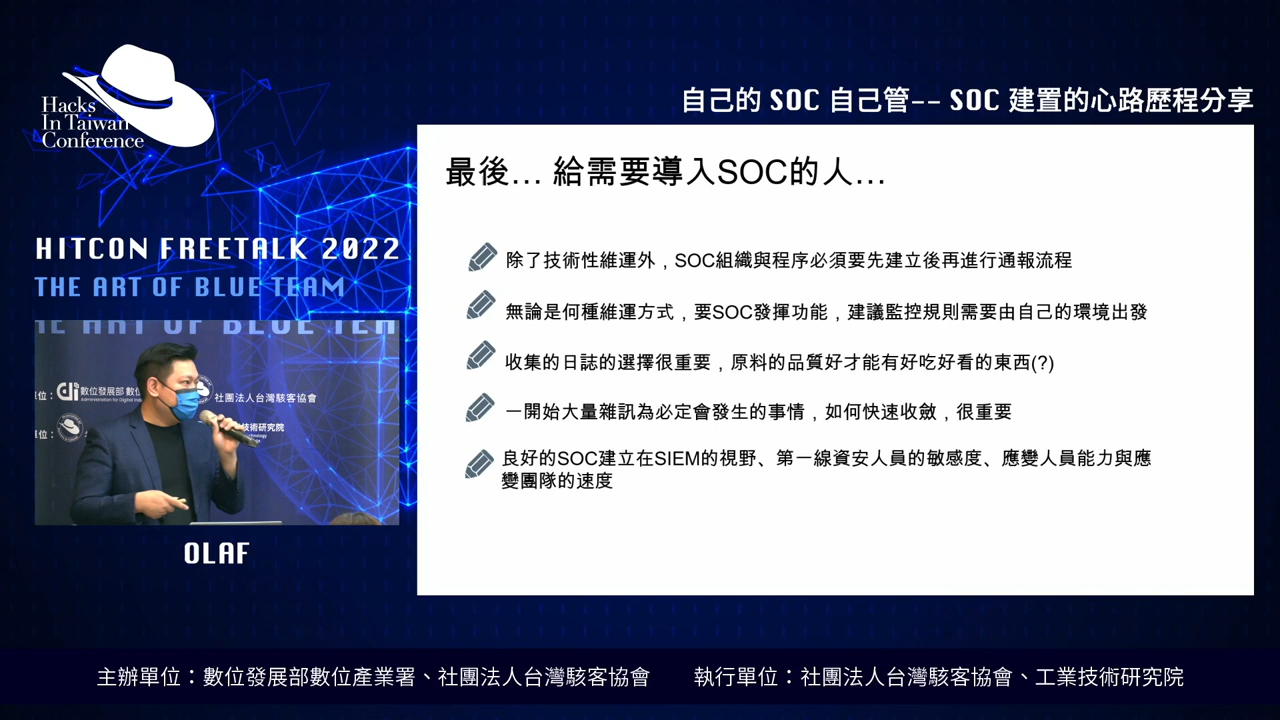 Hacks
In Taiwan
Conference
自己的 SOC 自己管-- SOC 建置的心路歷程分享
HITCON FREETALK 2022
THE ART OF BLUE TEAM
最後... 給需要導入SOC的人...
除了技術性維運外，SOC組織與程序必須要先建立後再進行通報流程
無論是何種維運方式，要SOC發揮功能，建議監控規則需要由自己的環境出發
收集的日誌的選擇很重要，原料的品質好才能有好吃好看的東西(?)
一開始大量雜訊為必定會發生的事情，如何快速收斂，很重要
良好的SOC建立在SIEM的視野、第一線資安人員的敏感度、應變人員能力與應
變團隊的速度
數位發展部 數位
社團法人台灣駭客協會
技術研究院
OLAF
主辦單位：數位發展部數位產業署、社團法人台灣駭客協會
執行單位：社團法人台灣駭客協會、工業技術研究院